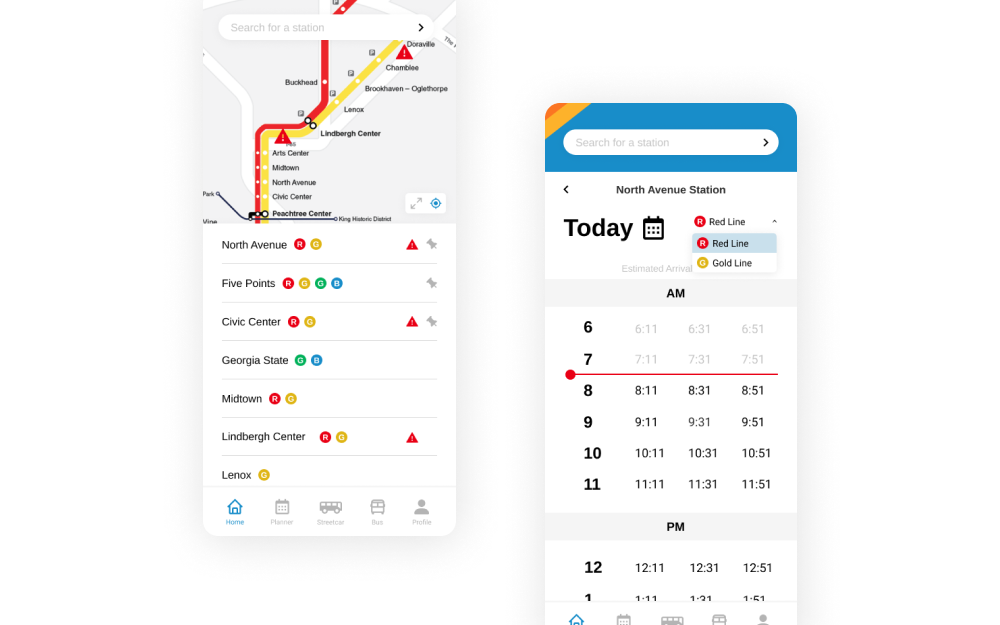 Search for a station
Doraville
Chamblee
Buckhead
Brookhaven – Oglethorpe
Lenox
Lindbergh Center
Arts Center
Midtown
North Avenue
Civic Center
Park
Peachtree Center
King Historic District
Vine
North Avenue R G
Five Points R G G B
Civic Center R G
Georgia State G B
Midtown R G
Lindbergh Center R G
Lenox G
Home Planner Streetcar Bus Profile
Search for a station
North Avenue Station
Today
R Red Line
R Red Line
G Gold Line
Estimated Arrival
AM
6 6:11 6:31 6:51
7 7:11 7:31 7:51
8 8:11 8:31 8:51
9 9:11 9:31 9:51
10 10:11 10:31 10:51
11 11:11 11:31 11:51
PM
12 12:11 12:31 12:51
1 1:11 1:31 1:51